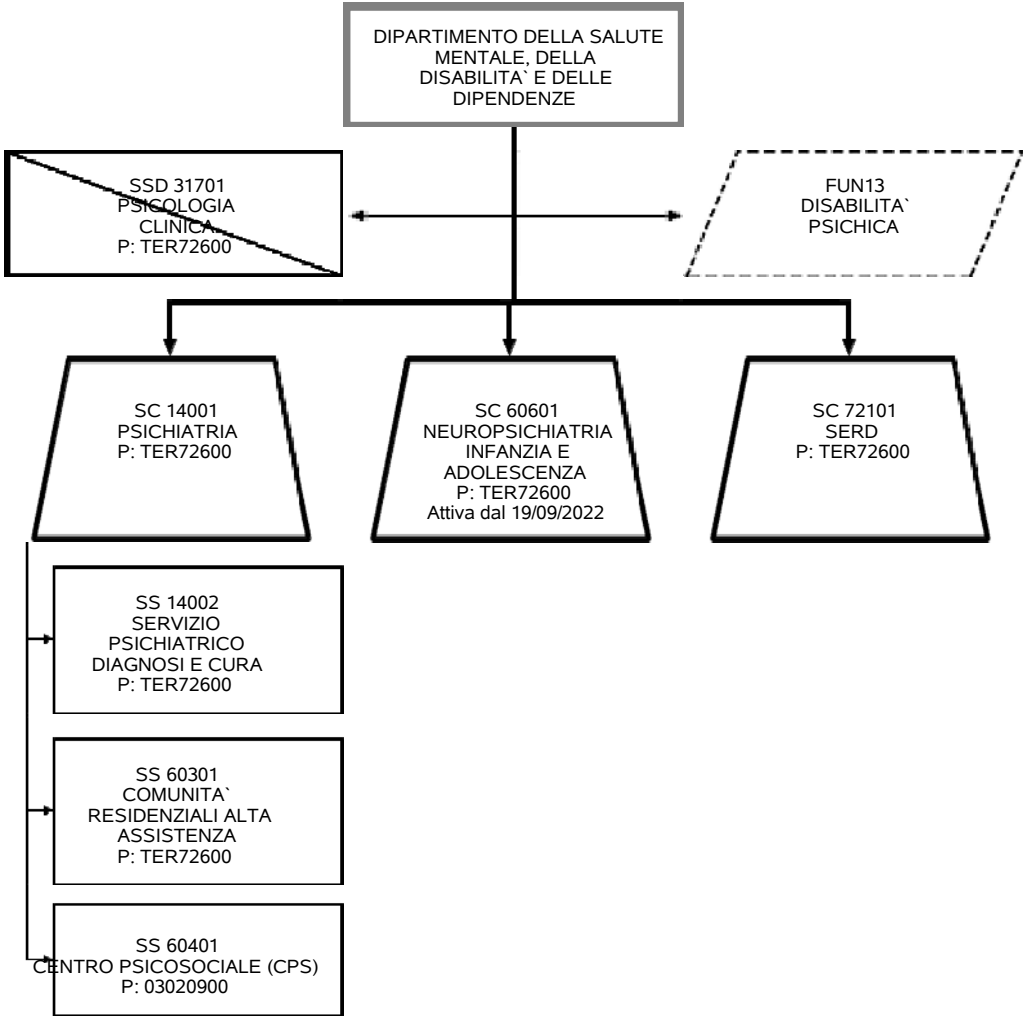 DIPARTIMENTO DELLA SALUTE
MENTALE, DELLA
DISABILITA` E DELLE
DIPENDENZE
SSD 31701
PSICOLOGIA
CLINICA
P: TER72600
FUN13
DISABILITA`
PSICHICA
SC 14001
PSICHIATRIA
P: TER72600
SC 60601
NEUROPSICHIATRIA
INFANZIA E
ADOLESCENZA
P: TER72600
Attiva dal 19/09/2022
SC 72101
SERD
P: TER72600
SS 14002
SERVIZIO
PSICHIATRICO
DIAGNOSI E CURA
P: TER72600
SS 60301
COMUNITA`
RESIDENZIALI ALTA
ASSISTENZA
P: TER72600
SS 60401
CENTRO PSICOSOCIALE (CPS)
P: 03020900